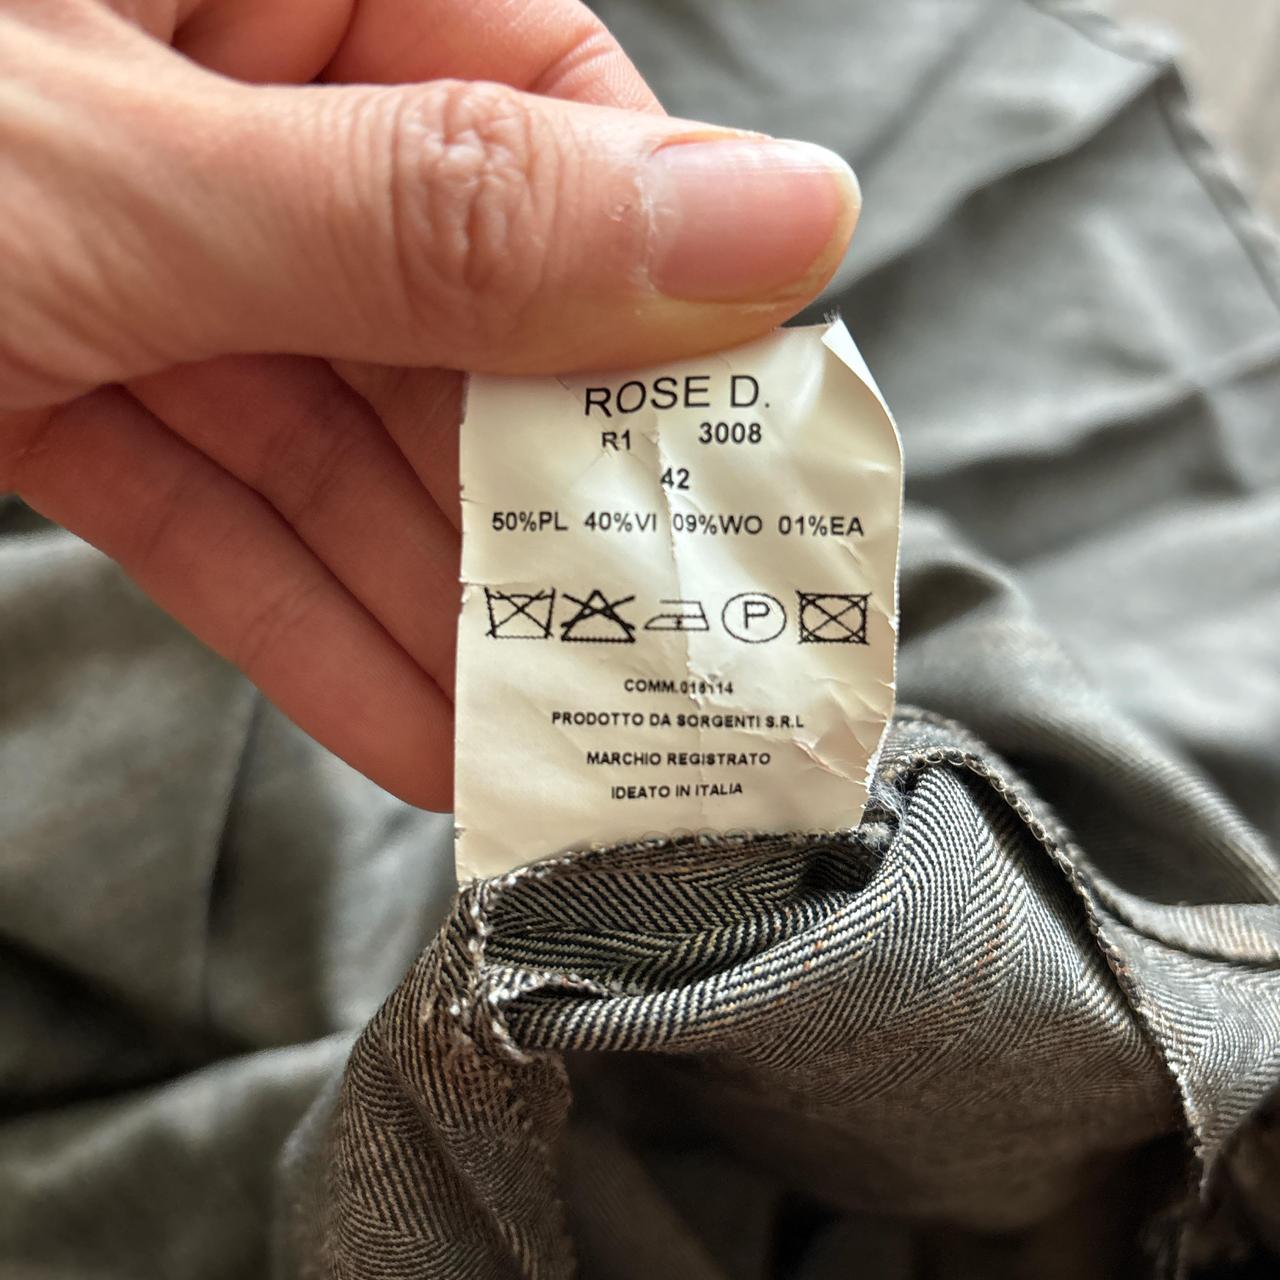 ROSE D.
R1 3008
42
50%PL 40%VI 09%WO 01%EA
P
COMM.018114
PRODOTTO DA SORGENTI S.R.L
MARCHIO REGISTRATO
IDEATO IN ITALIA